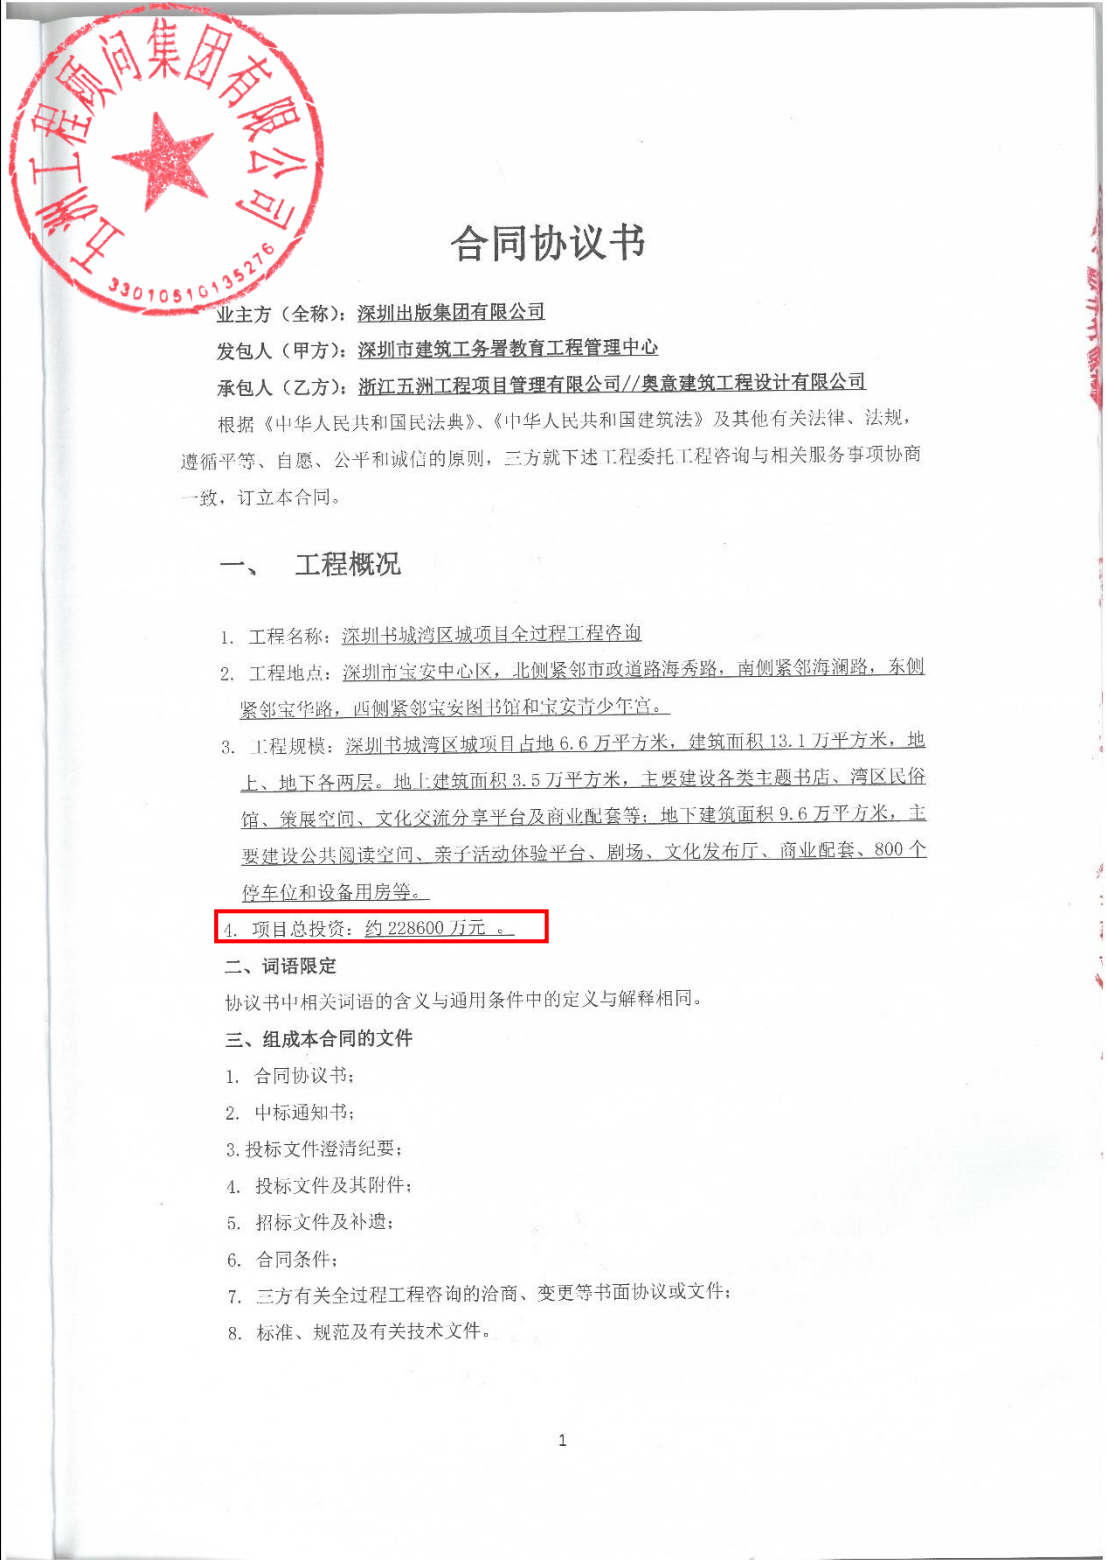 五洲工程顾问集团有限公司
33010510135276
合同协议书
业主方（全称）：深圳出版集团有限公司
发包人（甲方）：深圳市建筑工务署教育工程管理中心
承包人（乙方）：浙江五洲工程项目管理有限公司//奥意建筑工程设计有限公司
根据《中华人民共和国民法典》、《中华人民共和国建筑法》及其他有关法律、法规，
遵循平等、自愿、公平和诚信的原则，三方就下述工程委托工程咨询与相关服务事项协商
一致，订立本合同。
一、 工程概况
1. 工程名称：深圳书城湾区城项目全过程工程咨询
2. 工程地点：深圳市宝安中心区，北侧紧邻市政道路海秀路，南侧紧邻海澜路，东侧
紧邻宝华路，西侧紧邻宝安图书馆和宝安青少年宫。
3. 工程规模：深圳书城湾区城项目占地 6.6 万平方米，建筑面积 13.1 万平方米，地
上、地下各两层。地上建筑面积 3.5 万平方米，主要建设各类主题书店、湾区民俗
馆、策展空间、文化交流分享平台及商业配套等；地下建筑面积 9.6 万平方米，主
要建设公共阅读空间、亲子活动体验平台、剧场、文化发布厅、商业配套、800 个
停车位和设备用房等。
4. 项目总投资：约 228600 万元 。
二、词语限定
协议书中相关词语的含义与通用条件中的定义与解释相同。
三、组成本合同的文件
1. 合同协议书；
2. 中标通知书；
3. 投标文件澄清纪要；
4. 投标文件及其附件；
5. 招标文件及补遗；
6. 合同条件；
7. 三方有关全过程工程咨询的洽商、变更等书面协议或文件；
8. 标准、规范及有关技术文件。
1